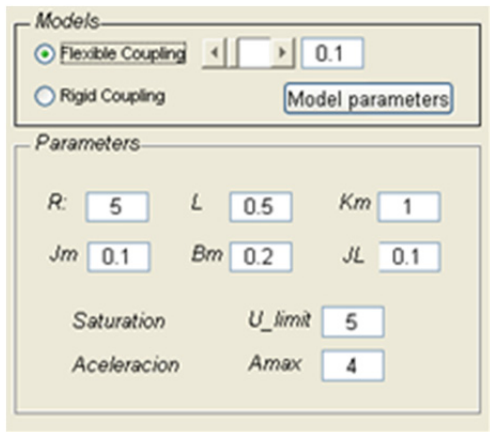 Models
Flexible Coupling 0.1
Rigid Coupling Model parameters
Parameters
R: 5 L 0.5 Km 1
Jm 0.1 Bm 0.2 JL 0.1
Saturation U_limit 5
Aceleracion Amax 4